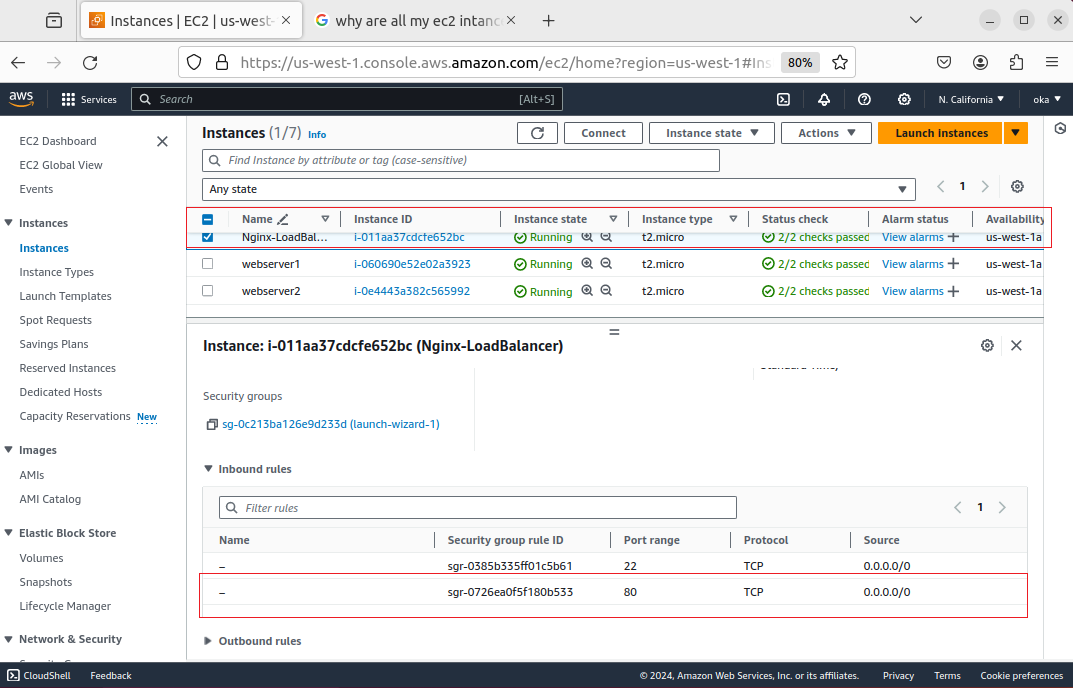 Instances | EC2 | us-west-
why are all my ec2 intanc
https://us-west-1.console.aws.amazon.com/ec2/home?region=us-west-1#Ins
80%
aws
Services
Search
[Alt+S]
N. California
oka
EC2 Dashboard
EC2 Global View
Events
Instances
Instances
Instance Types
Launch Templates
Spot Requests
Savings Plans
Reserved Instances
Dedicated Hosts
Capacity Reservations New
Images
AMIs
AMI Catalog
Elastic Block Store
Volumes
Snapshots
Lifecycle Manager
Network & Security
Instances (1/7) Info
Connect
Instance state
Actions
Launch instances
Find Instance by attribute or tag (case-sensitive)
Any state
1
Name Instance ID Instance state Instance type Status check Alarm status Availability
Nginx-LoadBal... i-011aa37cdcfe652bc Running t2.micro 2/2 checks passed View alarms us-west-1a
webserver1 i-060690e52e02a3923 Running t2.micro 2/2 checks passed View alarms us-west-1a
webserver2 i-0e4443a382c565992 Running t2.micro 2/2 checks passed View alarms us-west-1a
Instance: i-011aa37cdcfe652bc (Nginx-LoadBalancer)
Standard Time)
Security groups
sg-0c213ba126e9d233d (launch-wizard-1)
Inbound rules
Filter rules
1
Name Security group rule ID Port range Protocol Source
– sgr-0385b335ff01c5b61 22 TCP 0.0.0.0/0
– sgr-0726ea0f5f180b533 80 TCP 0.0.0.0/0
Outbound rules
CloudShell
Feedback
© 2024, Amazon Web Services, Inc. or its affiliates.
Privacy
Terms
Cookie preferences